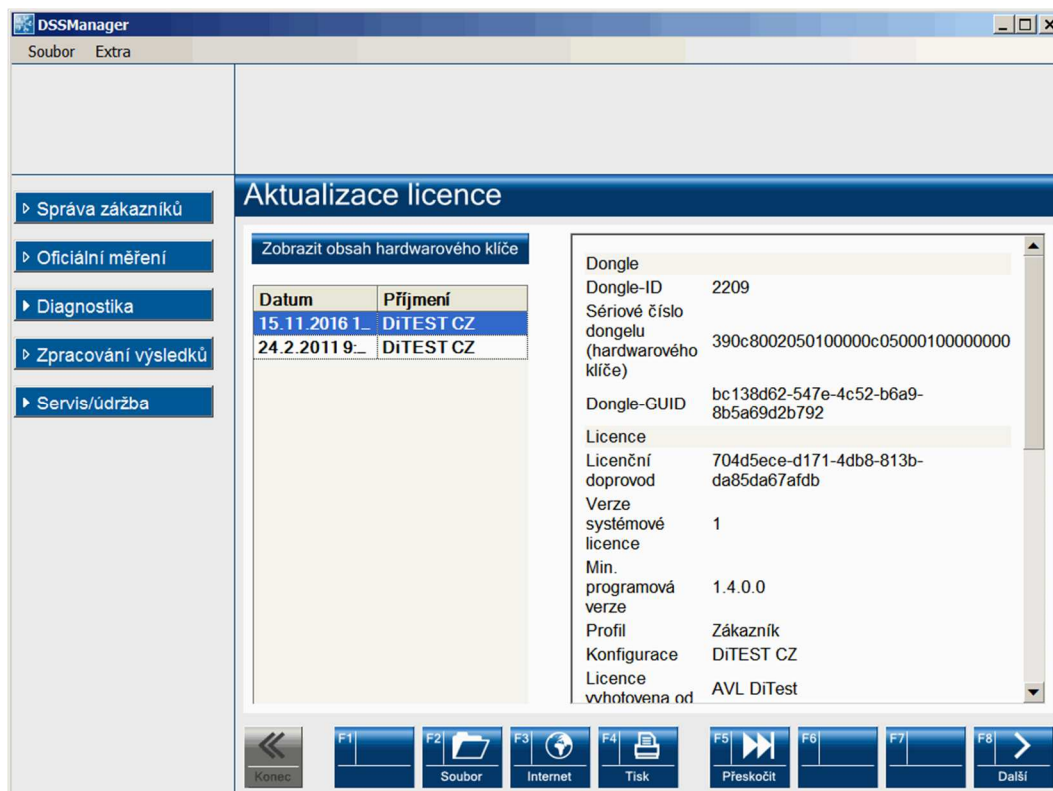 DSSManager
Soubor Extra
Správa zákazníků
Oficiální měření
Diagnostika
Zpracování výsledků
Servis/údržba
Aktualizace licence
Zobrazit obsah hardwarového klíče
Datum Příjmení
15.11.2016 1... DiTEST CZ
24.2.2011 9:... DiTEST CZ
Dongle
Dongle-ID 2209
Sériové číslo
dongelu
(hardwarového
klíče)
390c8002050100000c05000100000000
Dongle-GUID
bc138d62-547e-4c52-b6a9-
8b5a69d2b792
Licence
Licenční
doprovod
704d5ece-d171-4db8-813b-
da85da67afdb
Verze
systémové
licence
1
Min.
programová
verze
1.4.0.0
Profil Zákazník
Konfigurace DiTEST CZ
Licence
vyhotovena od
AVL DiTest
Konec
F1
F2 Soubor
F3 Internet
F4 Tisk
F5 Přeskočit
F6
F7
F8 Další